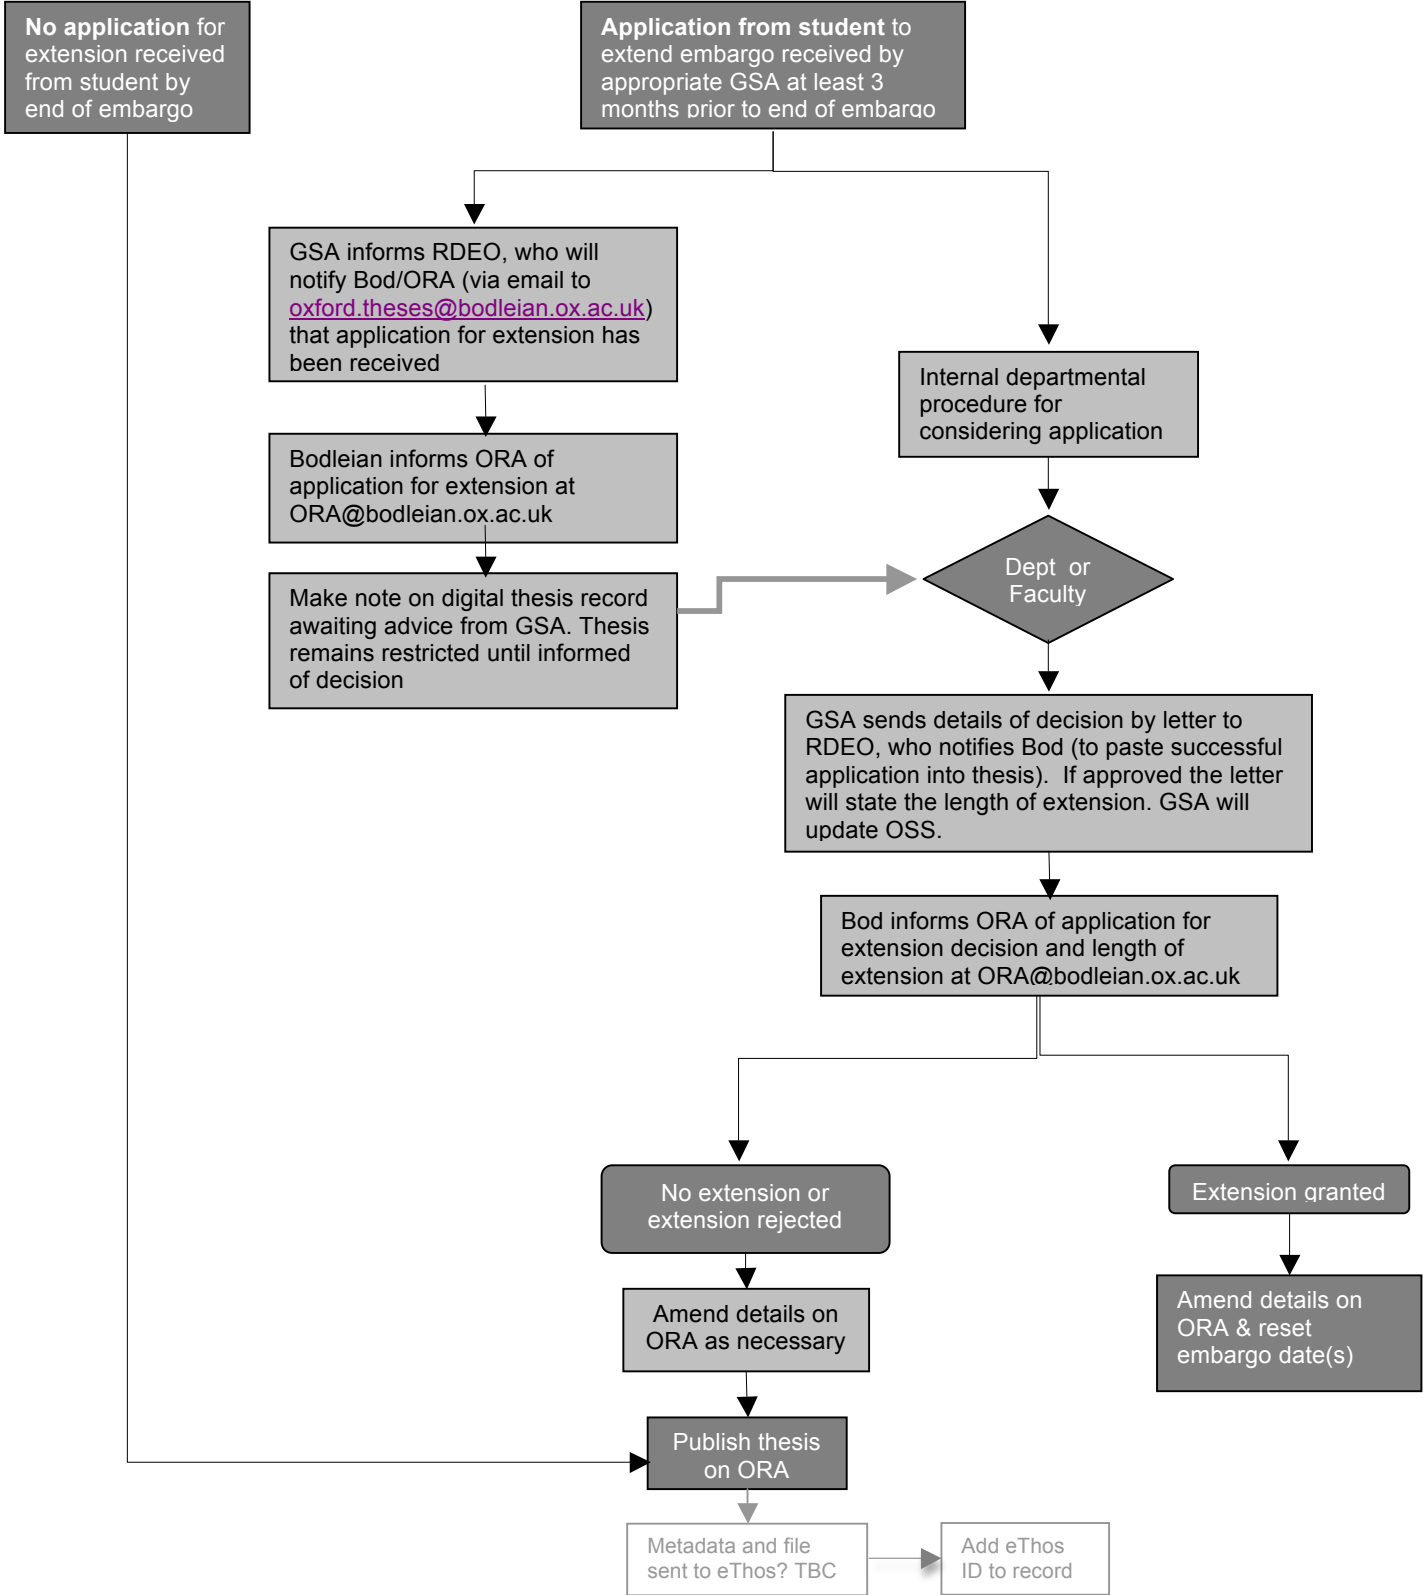 No application for
extension received
from student by
end of embargo
Application from student to
extend embargo received by
appropriate GSA at least 3
months prior to end of embargo
GSA informs RDEO, who will
notify Bod/ORA (via email to
oxford.theses@bodleian.ox.ac.uk)
that application for extension has
been received
Internal departmental
procedure for
considering application
Bodleian informs ORA of
application for extension at
ORA@bodleian.ox.ac.uk
Dept or
Faculty
Make note on digital thesis record
awaiting advice from GSA. Thesis
remains restricted until informed
of decision
GSA sends details of decision by letter to
RDEO, who notifies Bod (to paste successful
application into thesis). If approved the letter
will state the length of extension. GSA will
update OSS.
Bod informs ORA of application for
extension decision and length of
extension at ORA@bodleian.ox.ac.uk
No extension or
extension rejected
Extension granted
Amend details on
ORA as necessary
Amend details on
ORA & reset
embargo date(s)
Publish thesis
on ORA
Metadata and file
sent to eThos? TBC
Add eThos
ID to record